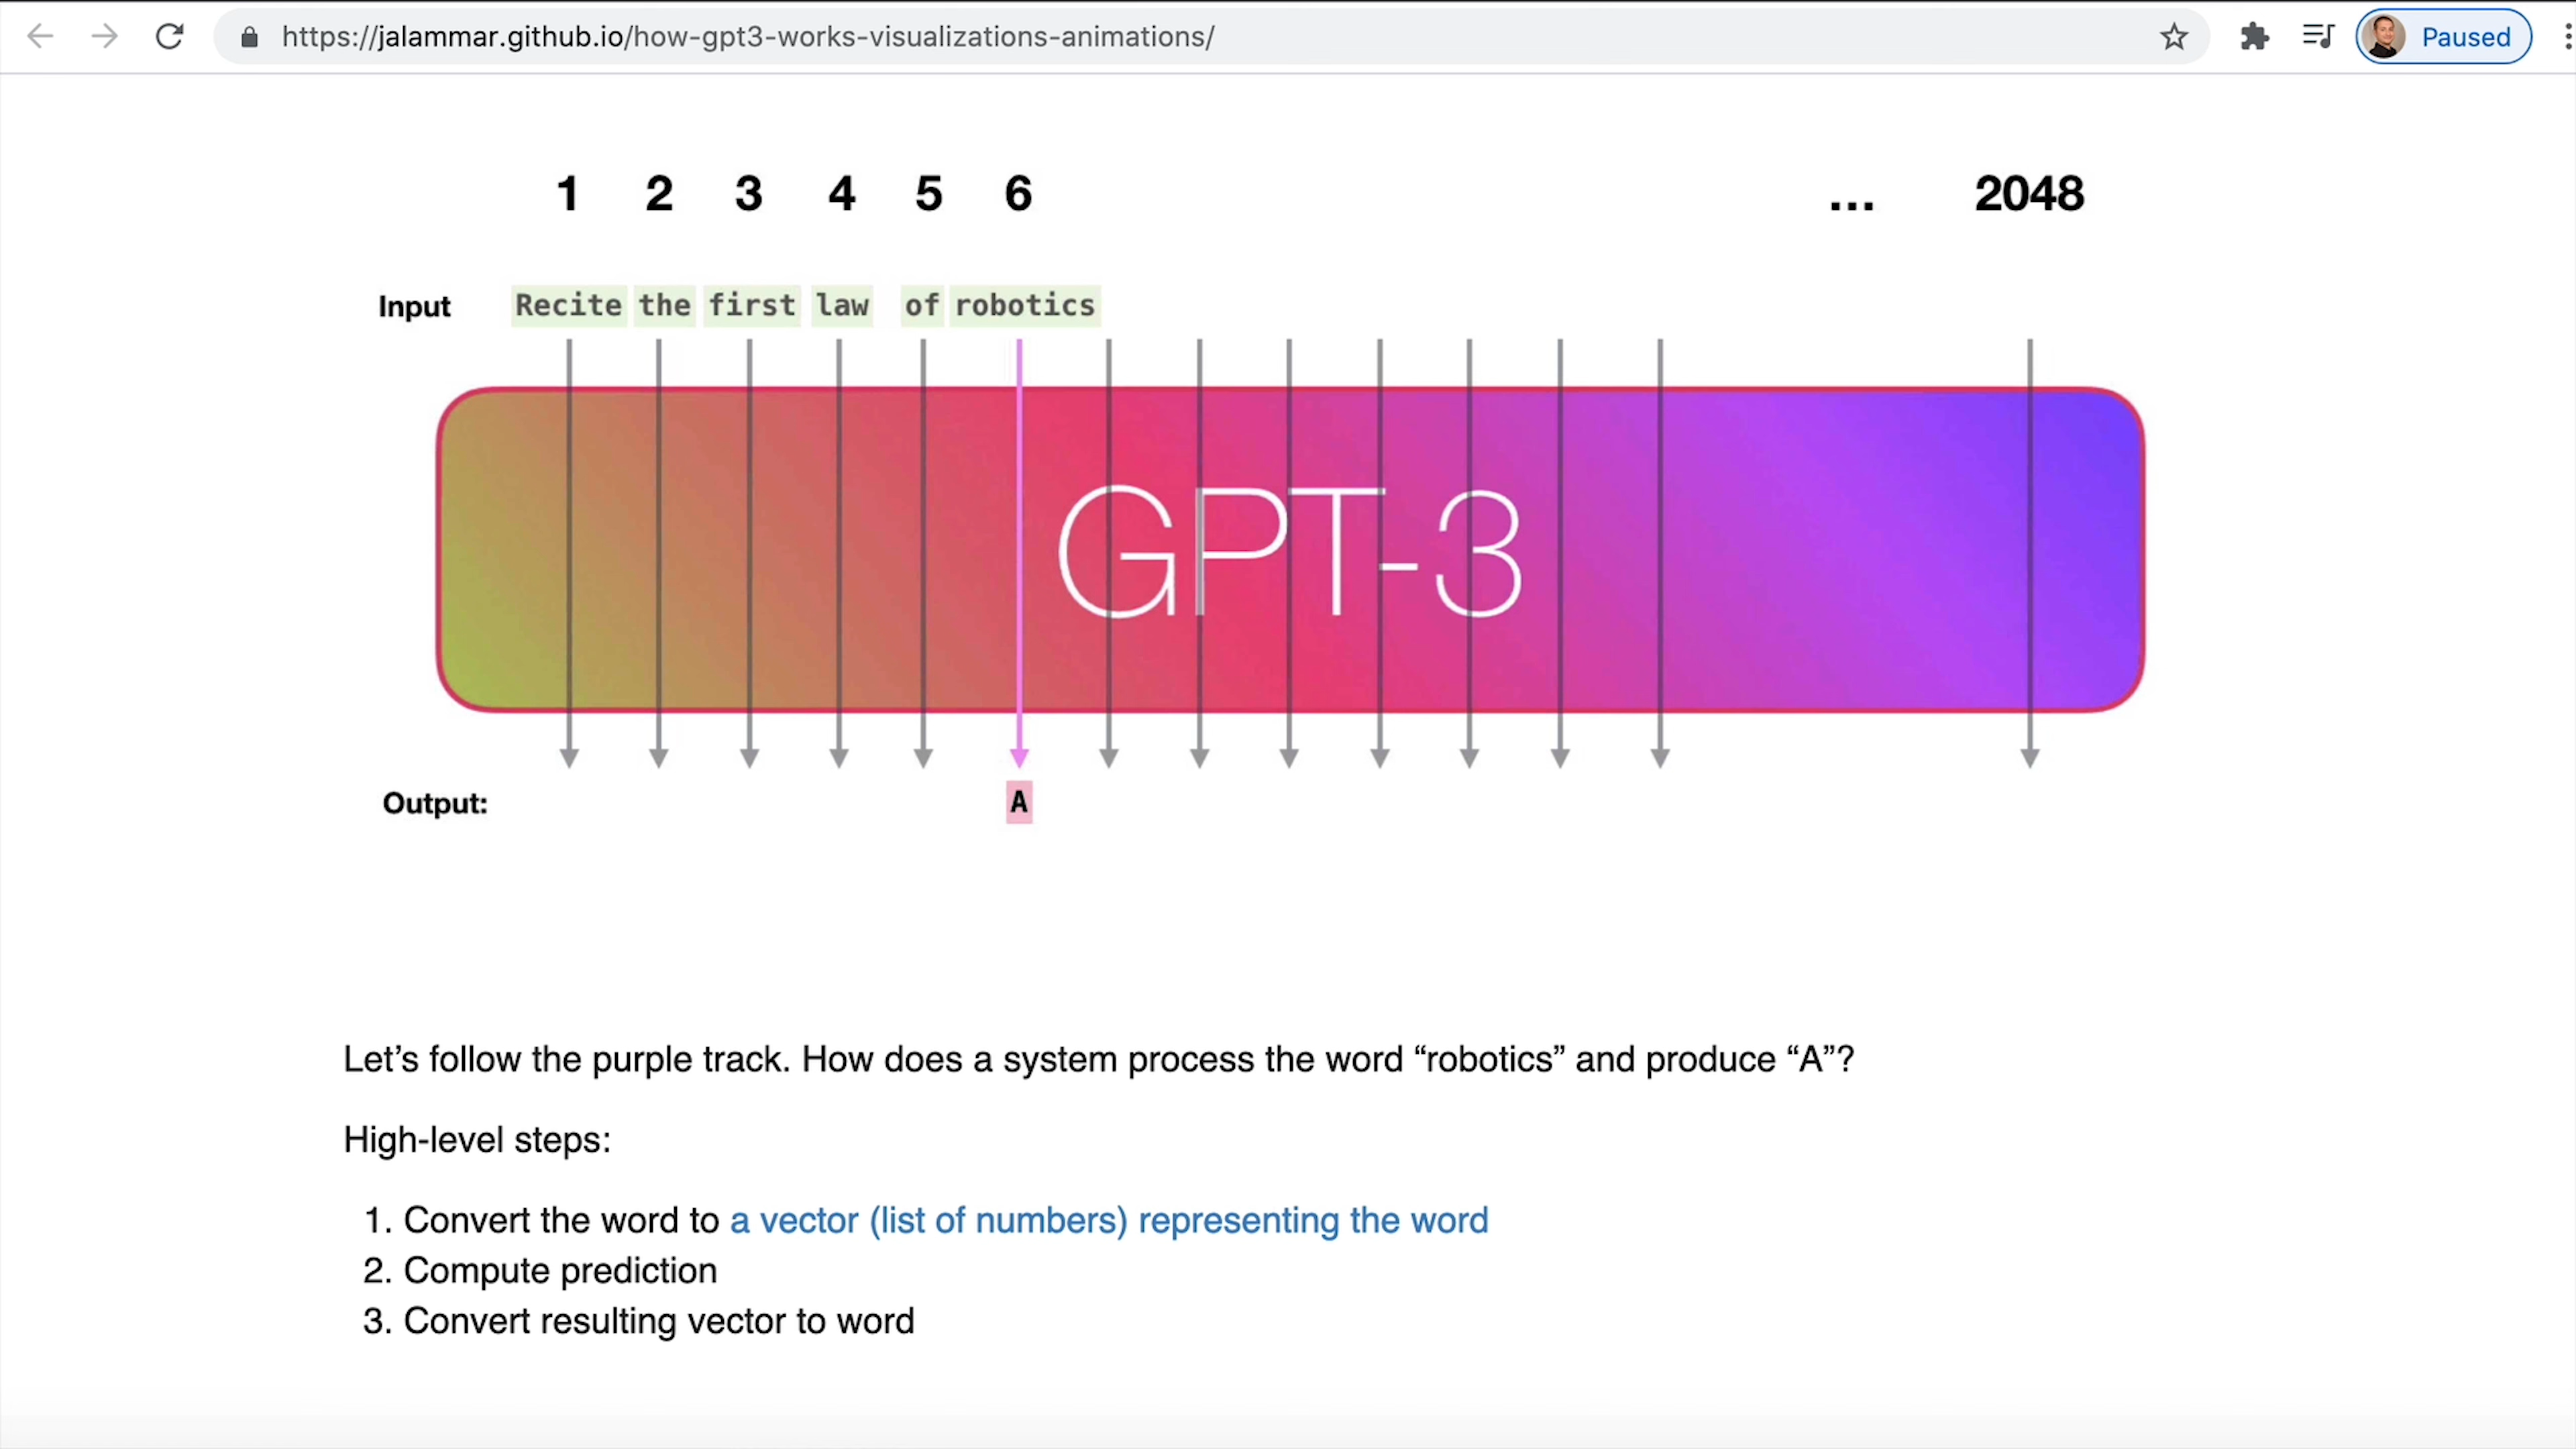 https://jalammar.github.io/how-gpt3-works-visualizations-animations/
Paused
1 2 3 4 5 6 ... 2048
Input Recite the first law of robotics
GPT-3
Output: A
Let’s follow the purple track. How does a system process the word “robotics” and produce “A”?
High-level steps:
1. Convert the word to a vector (list of numbers) representing the word
2. Compute prediction
3. Convert resulting vector to word